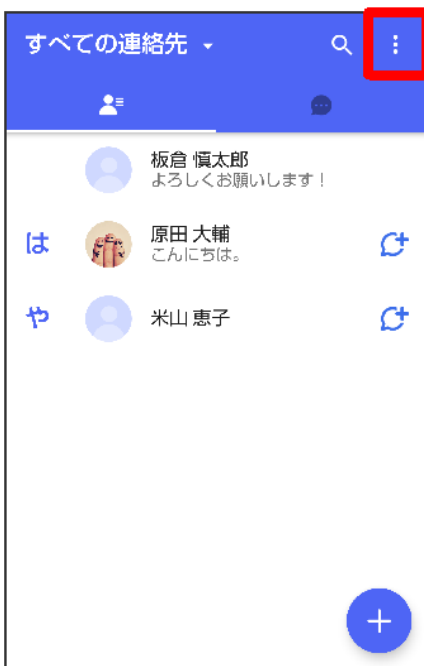 すべての連絡先
板倉 慎太郎
よろしくお願いします！
は
原田 大輔
こんにちは。
や
米山 恵子